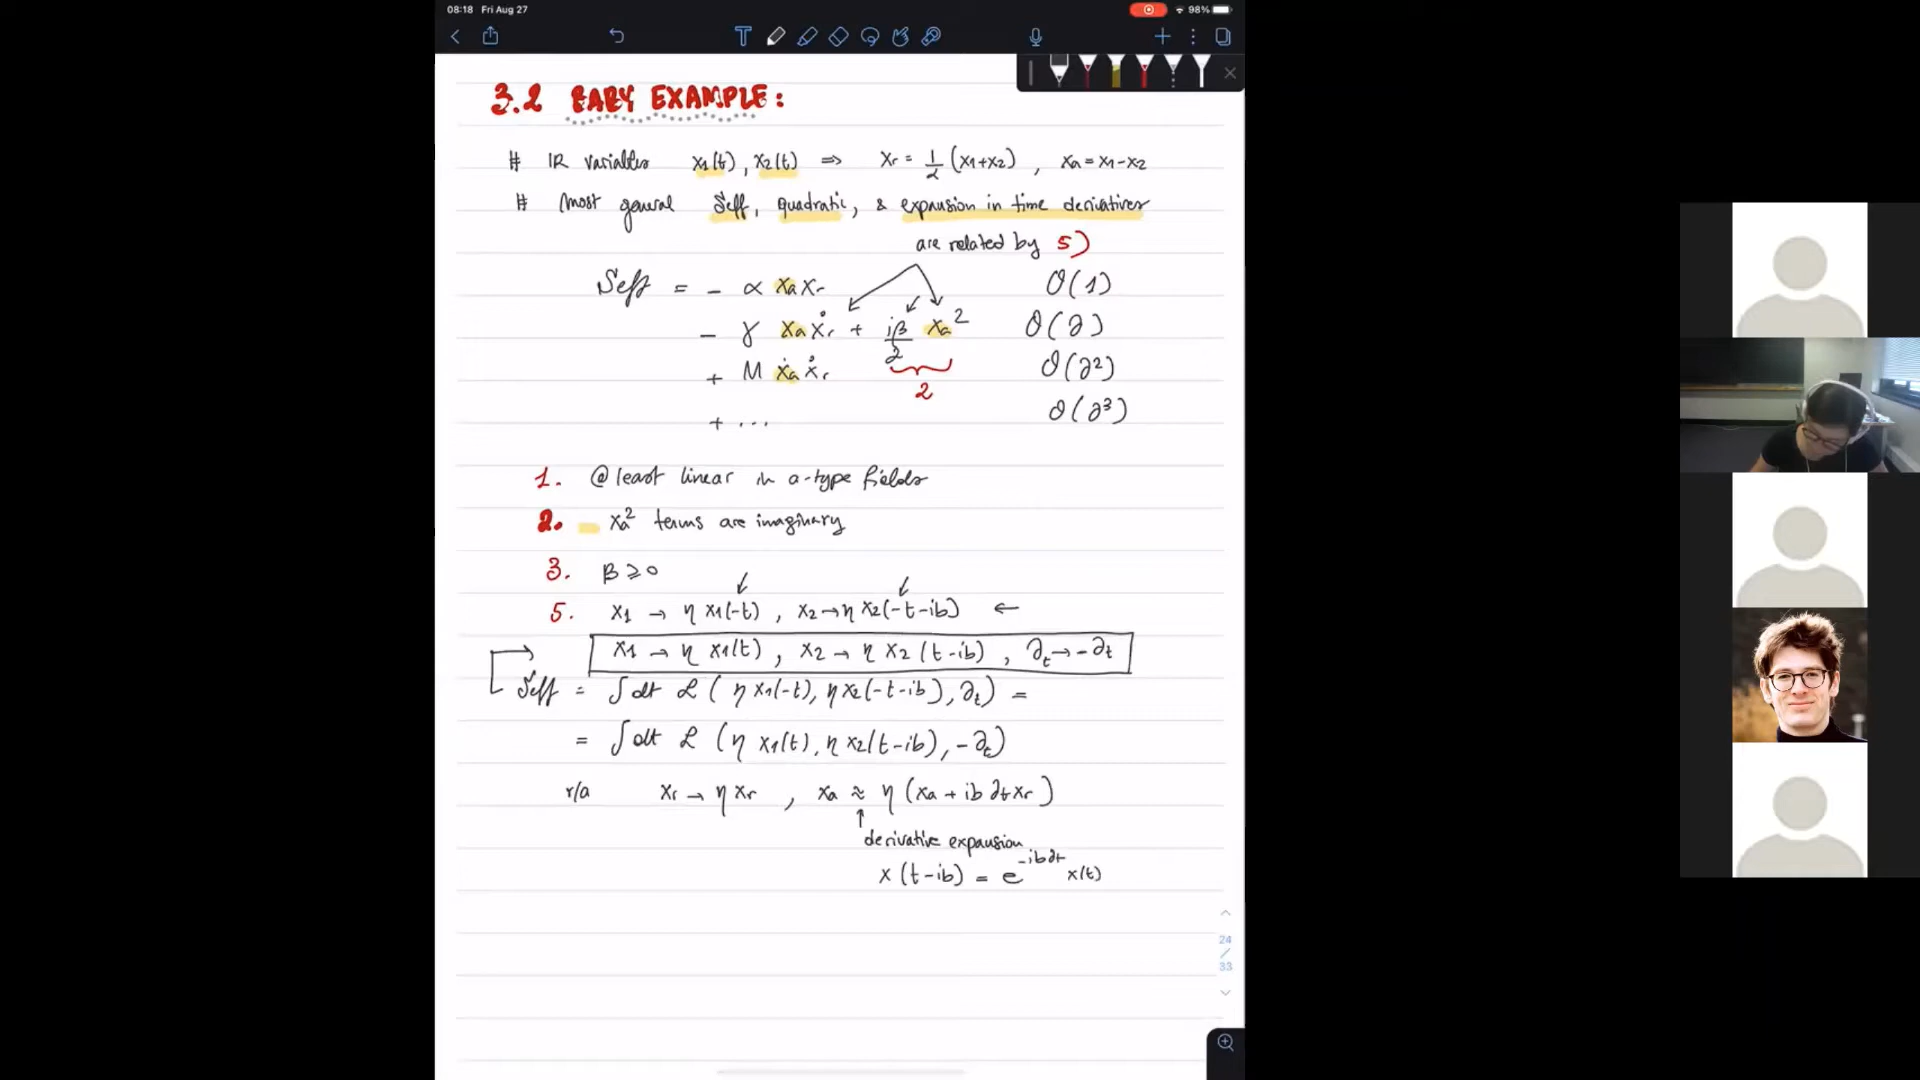 08:18 Fri Aug 27
98%
T
3.2 BABY EXAMPLE:
# IR variables x1(t), x2(t) ⇒ xr = 1/2 (x1+x2) , xa = x1-x2
# Most general Seff, quadratic, & expansion in time derivatives
are related by 5)
Seff = - α xa xr O(1)
- γ xa ẋr + iβ/2 xa² O(∂)
+ M ẋa ẋr O(∂²)
2
+ ... O(∂³)
1. @ least linear in a-type fields
2. xa² terms are imaginary
3. β ≥ 0
5. x1 → η x1(-t) , x2 → η x2(-t-ib) ←
x1 → η x1(t) , x2 → η x2 (t-ib) , ∂t → -∂t
Seff = ∫dt L ( η x1(-t), η x2(-t-ib), ∂t) =
= ∫dt L (η x1(t), η x2(t-ib), -∂t)
r/a xr → η xr , xa ≈ η (xa + ib ∂t xr )
↑
derivative expansion
x (t-ib) = e^{-ib∂t} x(t)
24
/
33